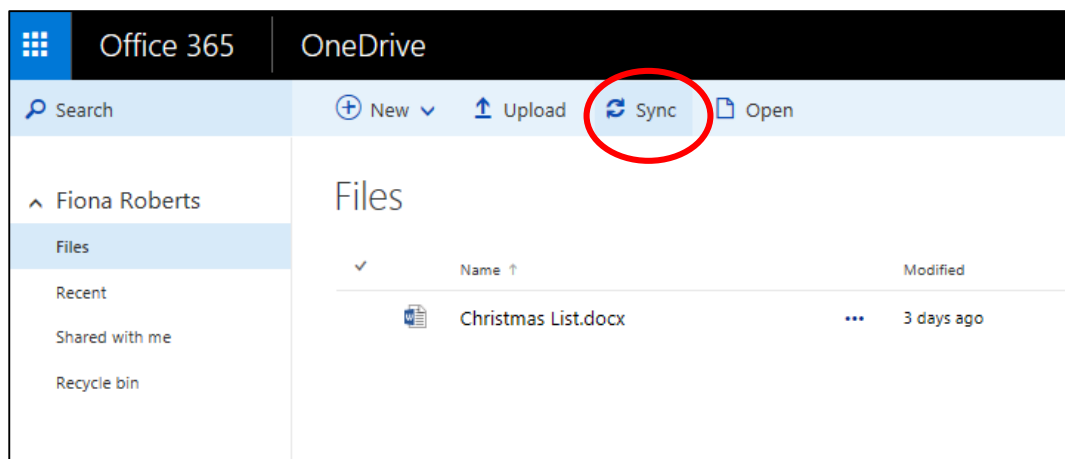 Office 365 OneDrive
Search New Upload Sync Open
Fiona Roberts
Files
Recent
Shared with me
Recycle bin
Files
Name ↑ Modified
Christmas List.docx ... 3 days ago